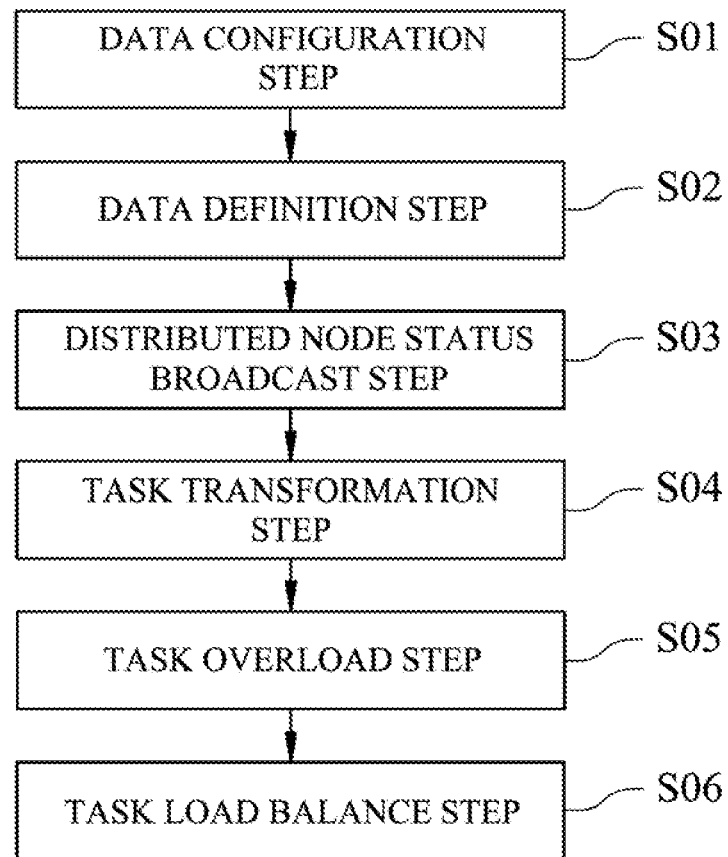 DATA CONFIGURATION
STEP
S01
DATA DEFINITION STEP
S02
DISTRIBUTED NODE STATUS
BROADCAST STEP
S03
TASK TRANSFORMATION
STEP
S04
TASK OVERLOAD STEP
S05
TASK LOAD BALANCE STEP
S06